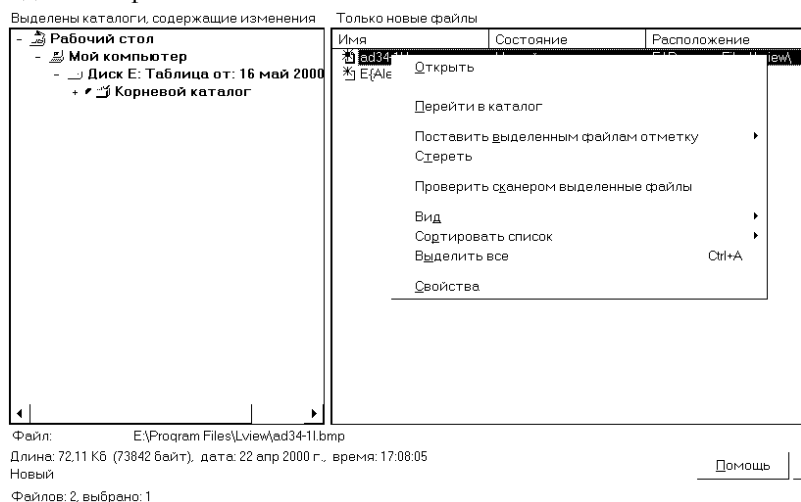 Выделены каталоги, содержащие изменения
Только новые файлы
Рабочий стол
Мой компьютер
Диск E: Таблица от: 16 май 2000
Корневой каталог
Имя Состояние Расположение
ad34-1l
E{Ale
Открыть
Перейти в каталог
Поставить выделенным файлам отметку
Стереть
Проверить сканером выделенные файлы
Вид
Сортировать список
Выделить все Ctrl+A
Свойства
Файл: E:\Program Files\Lview\ad34-1l.bmp
Длина: 72,11 Кб (73842 байт), дата: 22 апр 2000 г., время: 17:08:05
Новый
Файлов: 2, выбрано: 1
Помощь